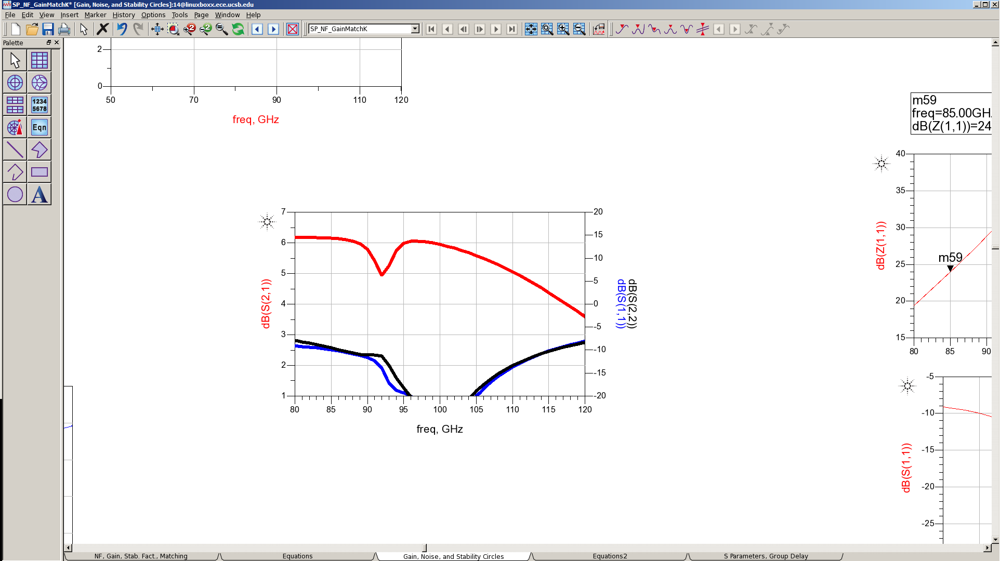 SP_NF_GainMatchK* [Gain, Noise, and Stability Circles]:14@linuxboxx.ece.ucsb.edu
File Edit View Insert Marker History Options Tools Page Window Help
+2 -2 SP_NF_GainMatchK
Palette
1234
5678
Eqn
A
2
0
50 70 90 110 120
freq, GHz
m59
freq=85.00GH
dB(Z(1,1))=24
40
35
30
25
20
15
dB(Z(1,1))
m59
80 85 90
7
6
5
4
3
2
1
dB(S(2,1))
20
15
10
5
0
-5
-10
-15
-20
dB(S(2,2))
dB(S(1,1))
80 85 90 95 100 105 110 115 120
freq, GHz
-5
-10
-15
-20
-25
dB(S(1,1))
NF, Gain, Stab. Fact., Matching Equations Gain, Noise, and Stability Circles Equations2 S Parameters, Group Delay